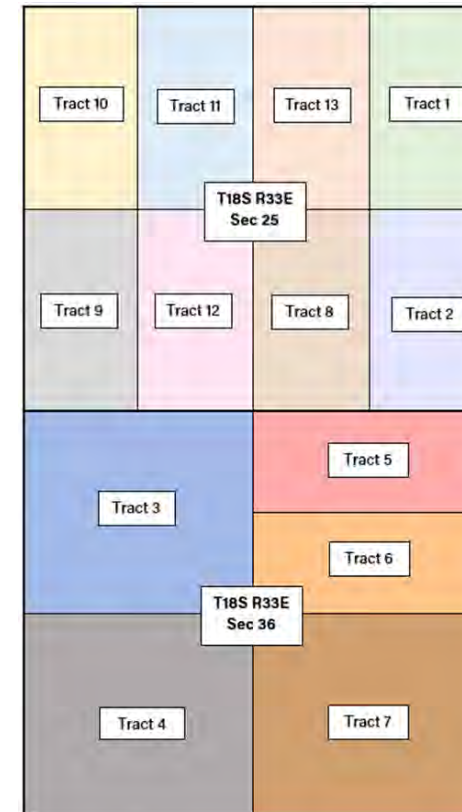 Tract 10
Tract 11
Tract 13
Tract 1
T18S R33E
Sec 25
Tract 9
Tract 12
Tract 8
Tract 2
Tract 5
Tract 3
Tract 6
T18S R33E
Sec 36
Tract 4
Tract 7